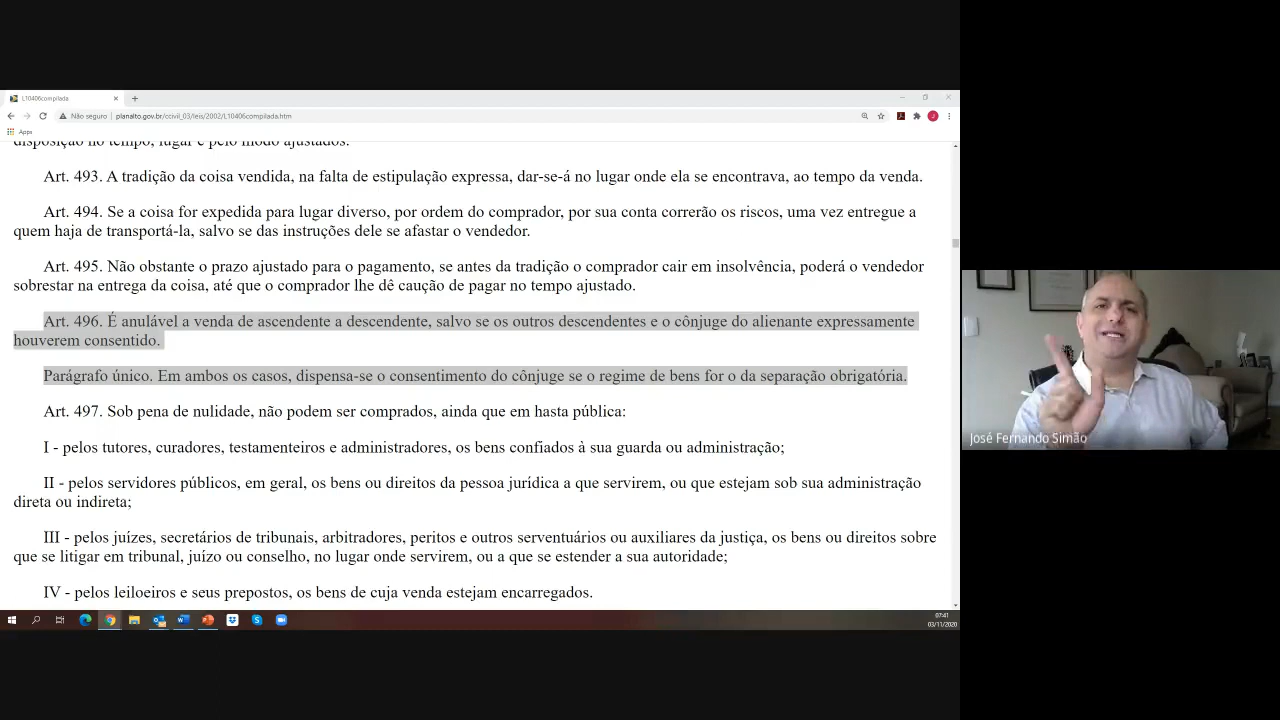 L10406compilada
Não seguro
planalto.gov.br/ccivil_03/leis/2002/L10406compilada.htm
Apps
disposição no tempo, lugar e pelo modo ajustados.
Art. 493. A tradição da coisa vendida, na falta de estipulação expressa, dar-se-á no lugar onde ela se encontrava, ao tempo da venda.
Art. 494. Se a coisa for expedida para lugar diverso, por ordem do comprador, por sua conta correrão os riscos, uma vez entregue a
quem haja de transportá-la, salvo se das instruções dele se afastar o vendedor.
Art. 495. Não obstante o prazo ajustado para o pagamento, se antes da tradição o comprador cair em insolvência, poderá o vendedor
sobrestar na entrega da coisa, até que o comprador lhe dê caução de pagar no tempo ajustado.
Art. 496. É anulável a venda de ascendente a descendente, salvo se os outros descendentes e o cônjuge do alienante expressamente
houverem consentido.
Parágrafo único. Em ambos os casos, dispensa-se o consentimento do cônjuge se o regime de bens for o da separação obrigatória.
Art. 497. Sob pena de nulidade, não podem ser comprados, ainda que em hasta pública:
I - pelos tutores, curadores, testamenteiros e administradores, os bens confiados à sua guarda ou administração;
II - pelos servidores públicos, em geral, os bens ou direitos da pessoa jurídica a que servirem, ou que estejam sob sua administração
direta ou indireta;
III - pelos juízes, secretários de tribunais, arbitradores, peritos e outros serventuários ou auxiliares da justiça, os bens ou direitos sobre
que se litigar em tribunal, juízo ou conselho, no lugar onde servirem, ou a que se estender a sua autoridade;
IV - pelos leiloeiros e seus prepostos, os bens de cuja venda estejam encarregados.
07:41
03/11/2020
José Fernando Simão